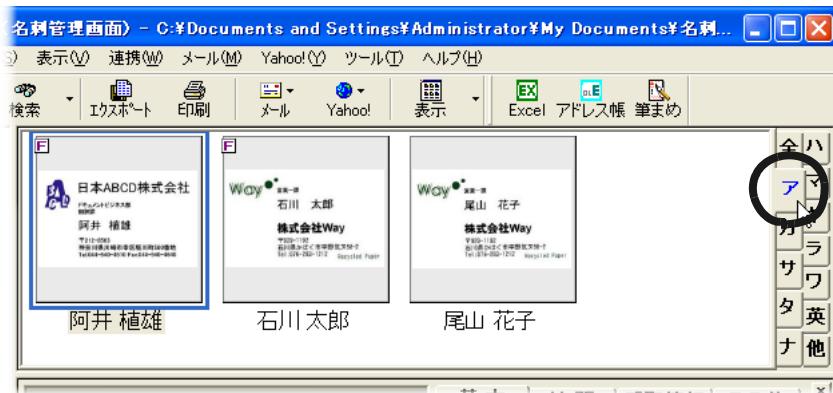 名刺管理画面) - C:¥Documents and Settings¥Administrator¥My Documents¥名刺...
表示(V) 連携(W) メール(M) Yahoo!(Y) ツール(T) ヘルプ(H)
検索 エクスポート 印刷 メール Yahoo! 表示 Excel アドレス帳 筆まめ
F
日本ABCD株式会社
阿井 植雄
阿井 植雄
F
Way
石川 太郎
株式会社Way
Recycled Paper
石川 太郎
Way
尾山 花子
株式会社Way
Recycled Paper
尾山 花子
全 ハ
ア マ
カ
サ ラ
タ ワ
ナ 英
他